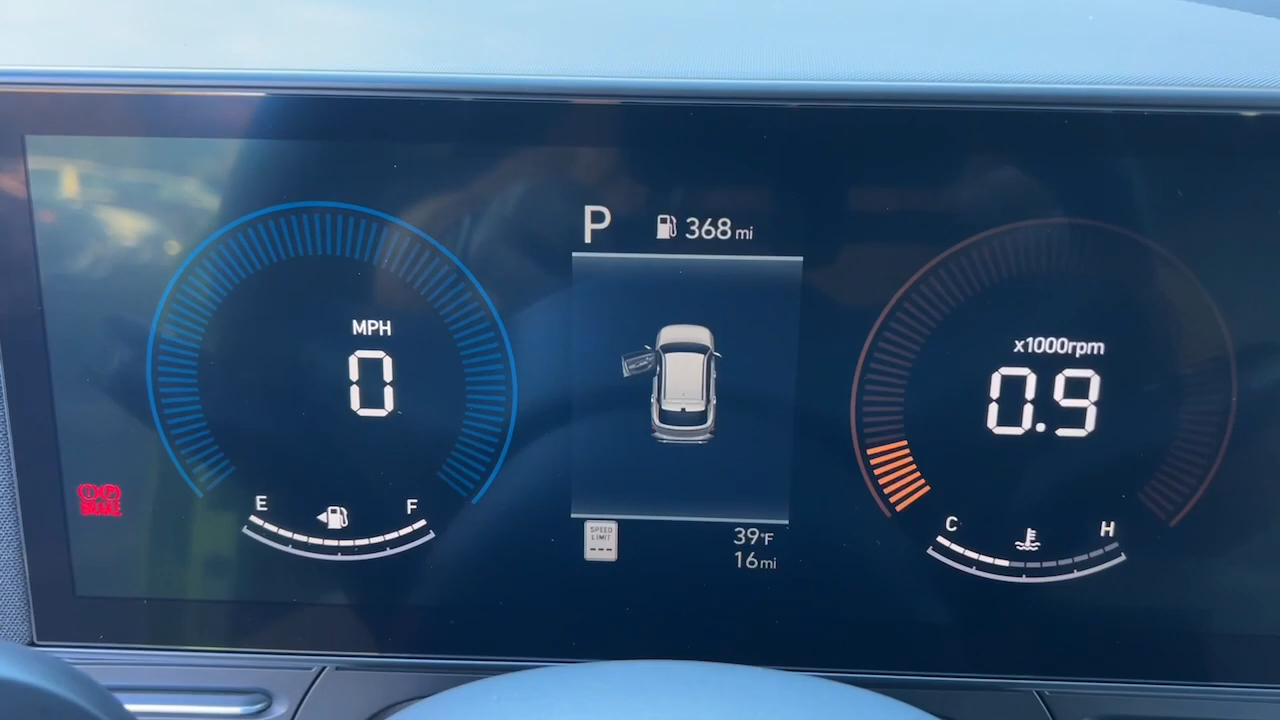 P 368 mi
MPH
0
x1000rpm
0.9
BRAKE
E F
SPEED
LIMIT
---
39°F
16 mi
C H